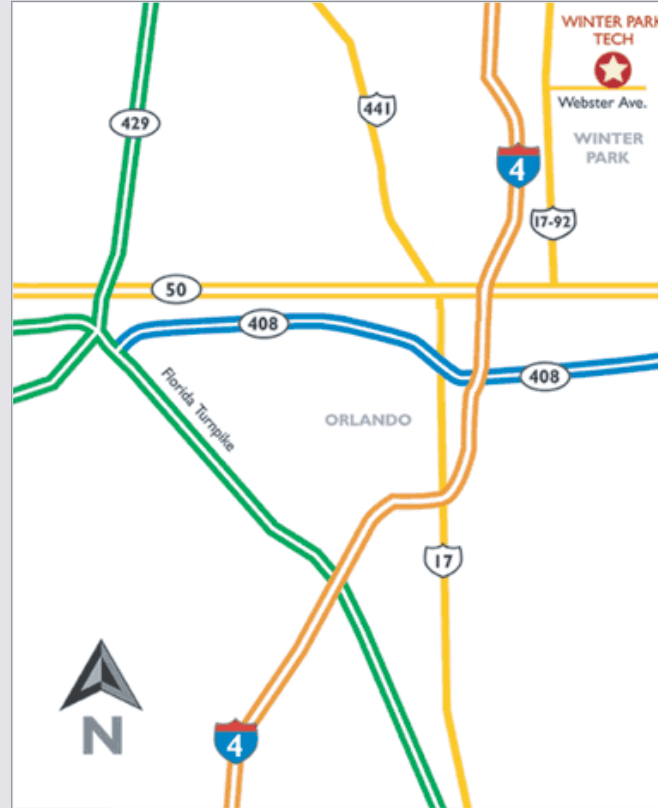 WINTER PARK
TECH
Webster Ave.
WINTER
PARK
441
429
4
17-92
50
408
408
Florida Turnpike
ORLANDO
17
N
4